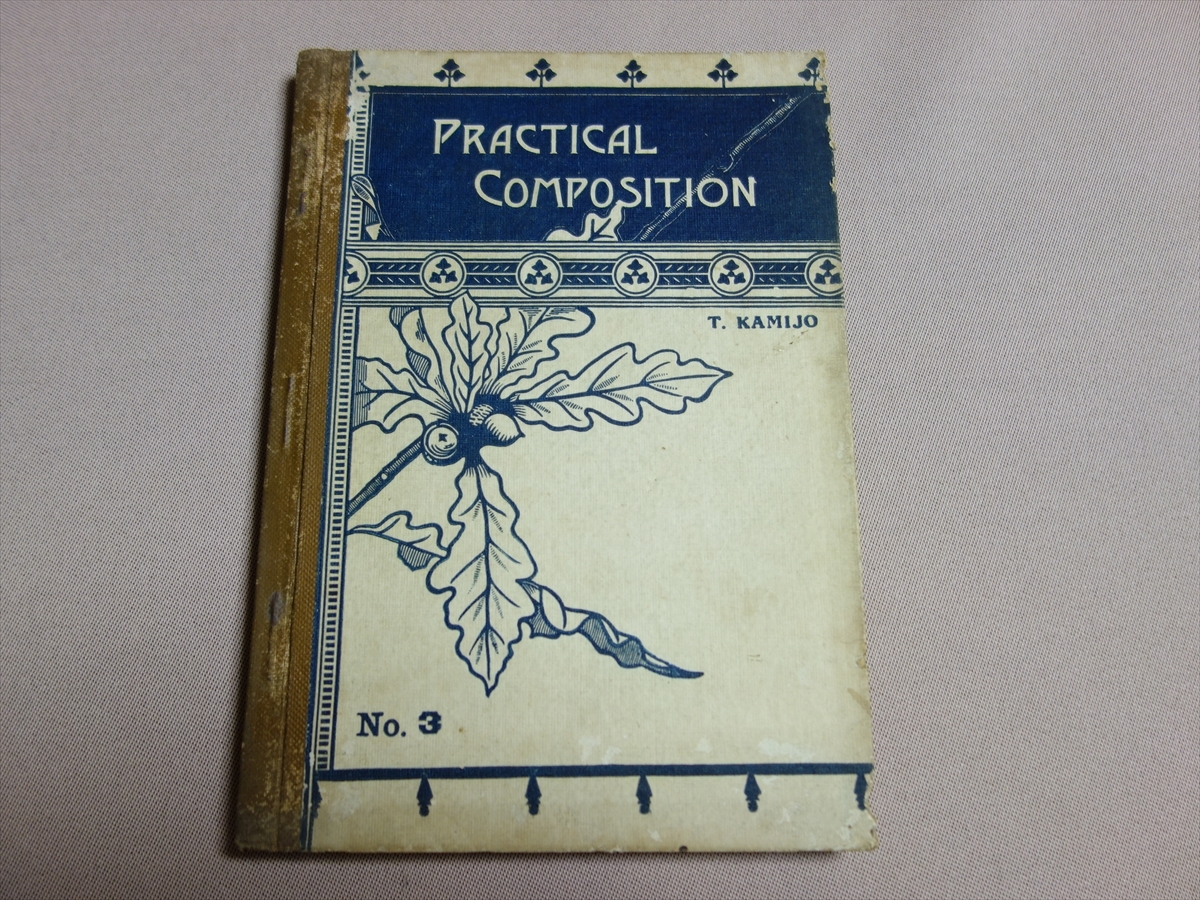 PRACTICAL
COMPOSITION
T. KAMIJO
No. 3